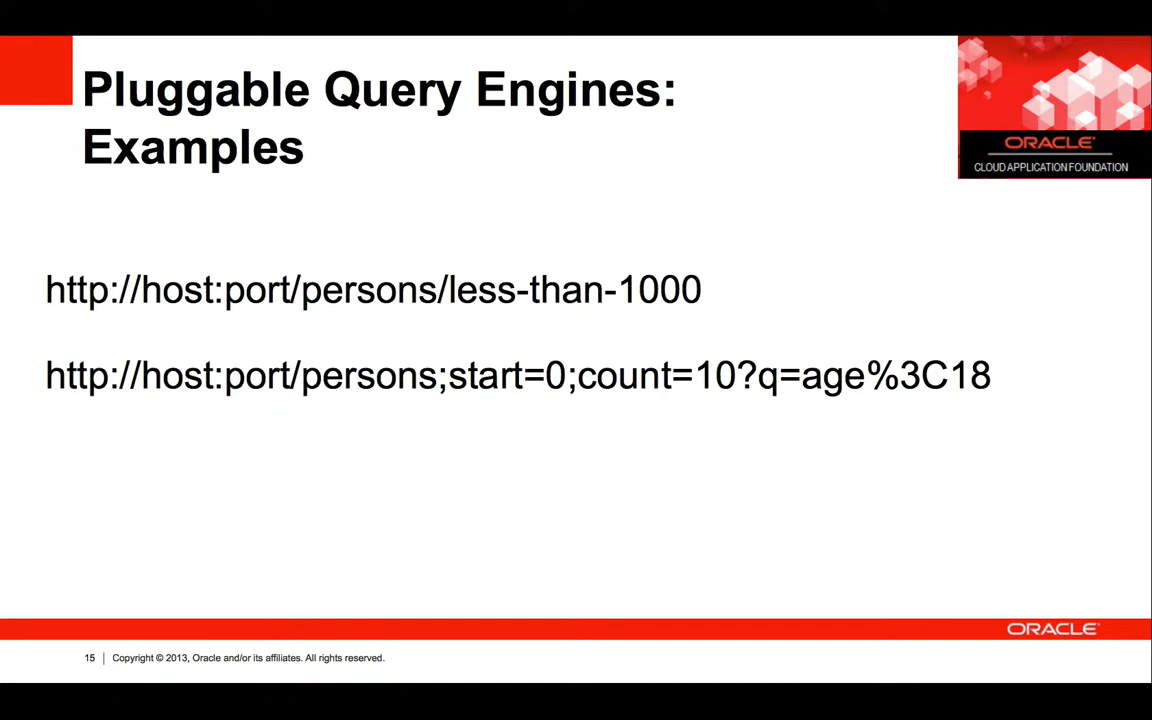 Pluggable Query Engines:
Examples
ORACLE
CLOUD APPLICATION FOUNDATION
http://host:port/persons/less-than-1000
http://host:port/persons;start=0;count=10?q=age%3C18
ORACLE
15 | Copyright © 2013, Oracle and/or its affiliates. All rights reserved.